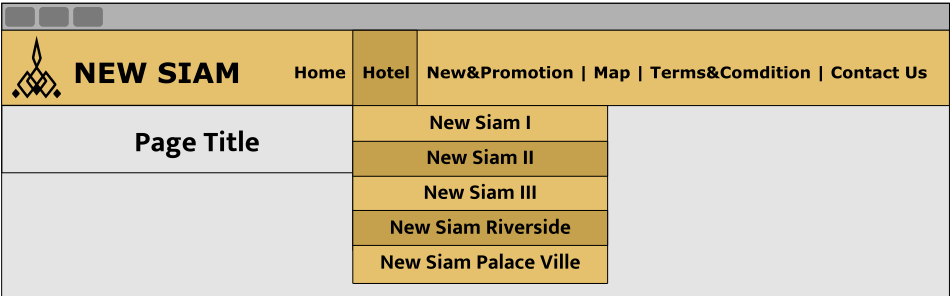 NEW SIAM
Home Hotel New&Promotion | Map | Terms&Comdition | Contact Us
Page Title
New Siam I
New Siam II
New Siam III
New Siam Riverside
New Siam Palace Ville